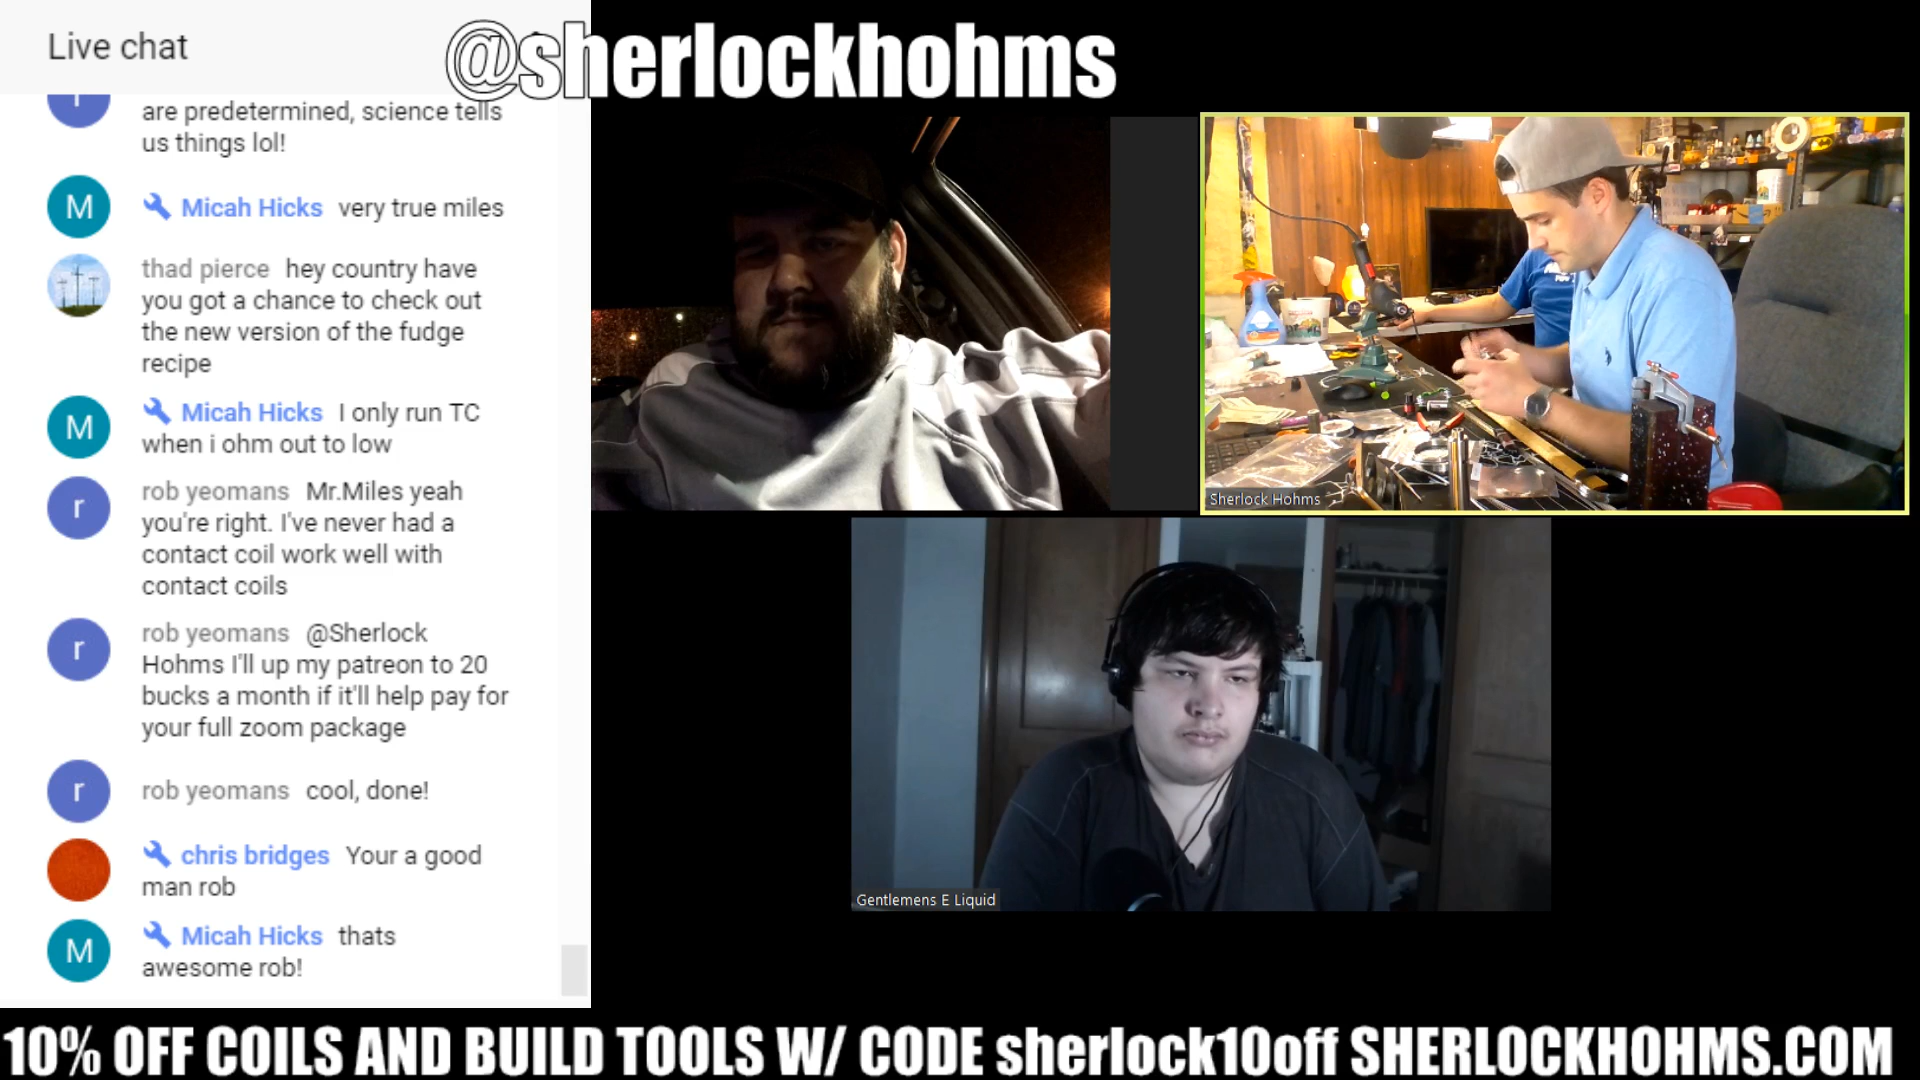 @sherlockhohms
Live chat
r
are predetermined, science tells
us things lol!
M
Micah Hicks very true miles
thad pierce hey country have
you got a chance to check out
the new version of the fudge
recipe
M
Micah Hicks I only run TC
when i ohm out to low
r
rob yeomans Mr.Miles yeah
you're right. I've never had a
contact coil work well with
contact coils
r
rob yeomans @Sherlock
Hohms I'll up my patreon to 20
bucks a month if it'll help pay for
your full zoom package
r
rob yeomans cool, done!
chris bridges Your a good
man rob
M
Micah Hicks thats
awesome rob!
Sherlock Hohms
Gentlemens E Liquid
10% OFF COILS AND BUILD TOOLS W/ CODE sherlock10off SHERLOCKHOHMS.COM